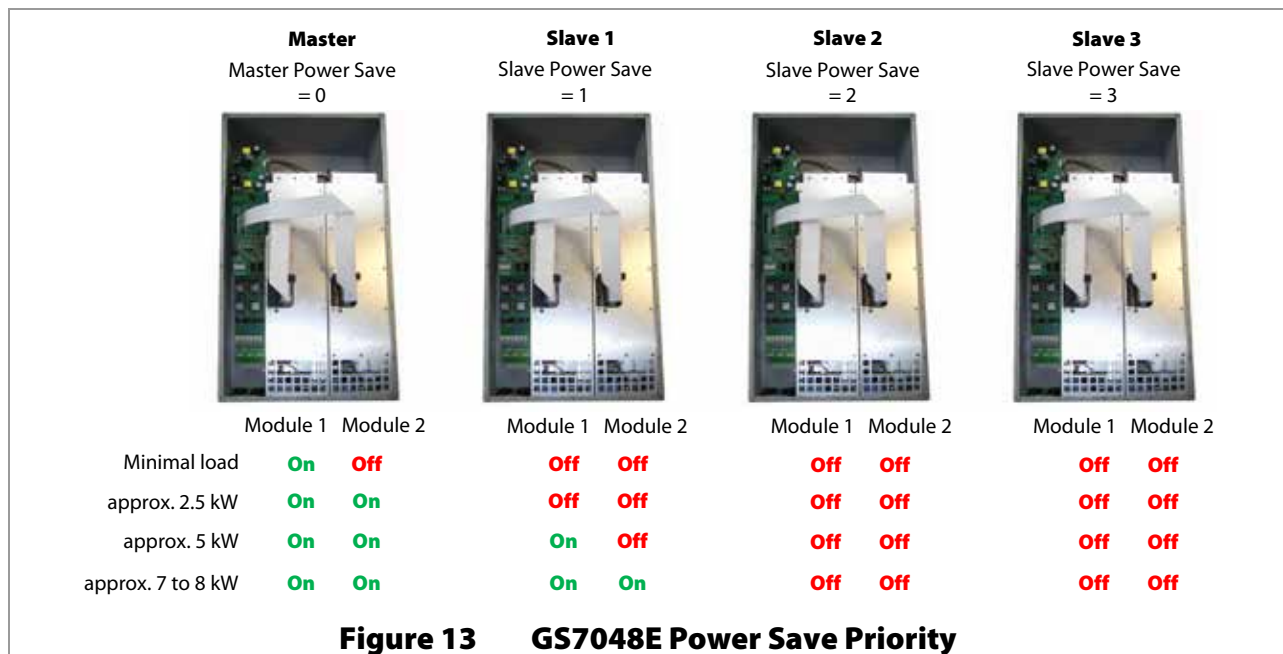 Master Slave 1 Slave 2 Slave 3
Master Power Save Slave Power Save Slave Power Save Slave Power Save
= 0 = 1 = 2 = 3
Module 1 Module 2 Module 1 Module 2 Module 1 Module 2 Module 1 Module 2
Minimal load On Off Off Off Off Off Off Off
approx. 2.5 kW On On Off Off Off Off Off Off
approx. 5 kW On On On Off Off Off Off Off
approx. 7 to 8 kW On On On On Off Off Off Off
Figure 13 GS7048E Power Save Priority